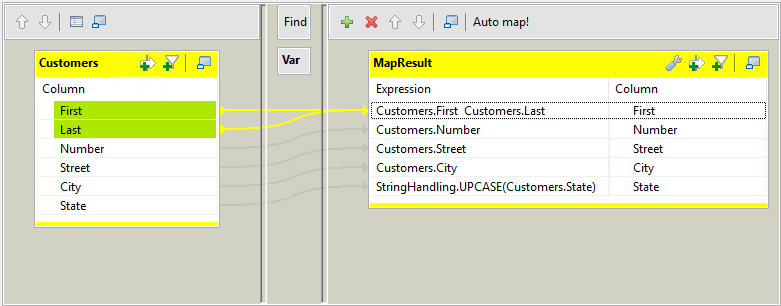 Find
Auto map!
Var
Customers
Column
First
Last
Number
Street
City
State
MapResult
Expression Column
Customers.First  Customers.Last First
Customers.Number Number
Customers.Street Street
Customers.City City
StringHandling.UPCASE(Customers.State) State